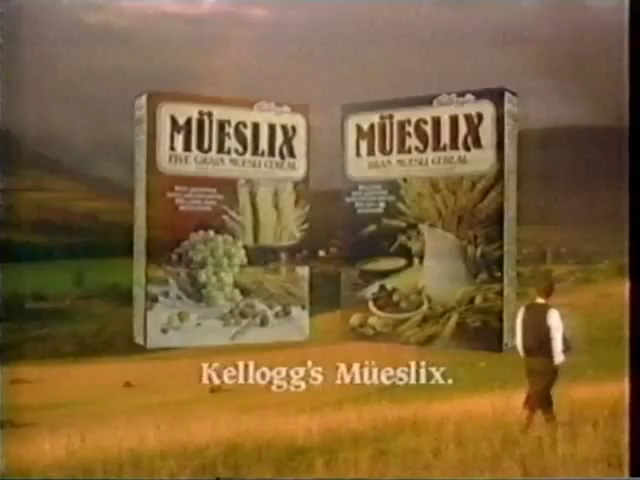 Kellogg's
MÜESLIX
FIVE GRAIN MUESLI CEREAL
Kellogg's
MÜESLIX
BRAN MUESLI CEREAL
Kellogg's Müeslix.